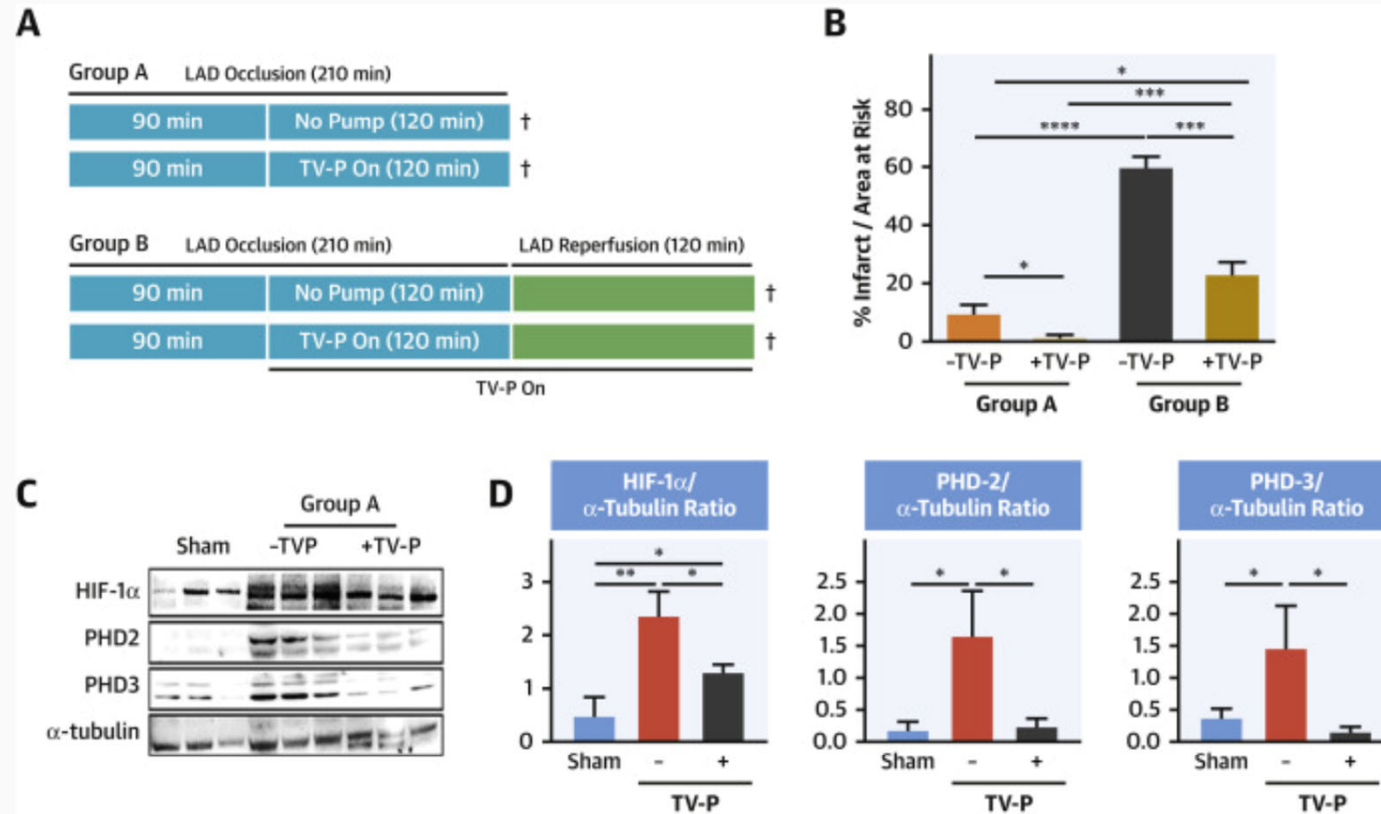 A
Group A LAD Occlusion (210 min)
90 min No Pump (120 min) †
90 min TV-P On (120 min) †
Group B LAD Occlusion (210 min) LAD Reperfusion (120 min)
90 min No Pump (120 min) †
90 min TV-P On (120 min) †
TV-P On
B
% Infarct / Area at Risk
80
60
40
20
0
*
***
**** ***
*
-TV-P +TV-P -TV-P +TV-P
Group A Group B
C
Group A
Sham -TVP +TV-P
HIF-1α
PHD2
PHD3
α-tubulin
D
HIF-1α/
α-Tubulin Ratio
3
2
1
0
*
** *
Sham - +
TV-P
PHD-2/
α-Tubulin Ratio
2.5
2.0
1.5
1.0
0.5
0.0
* *
Sham - +
TV-P
PHD-3/
α-Tubulin Ratio
2.5
2.0
1.5
1.0
0.5
0.0
* *
Sham - +
TV-P